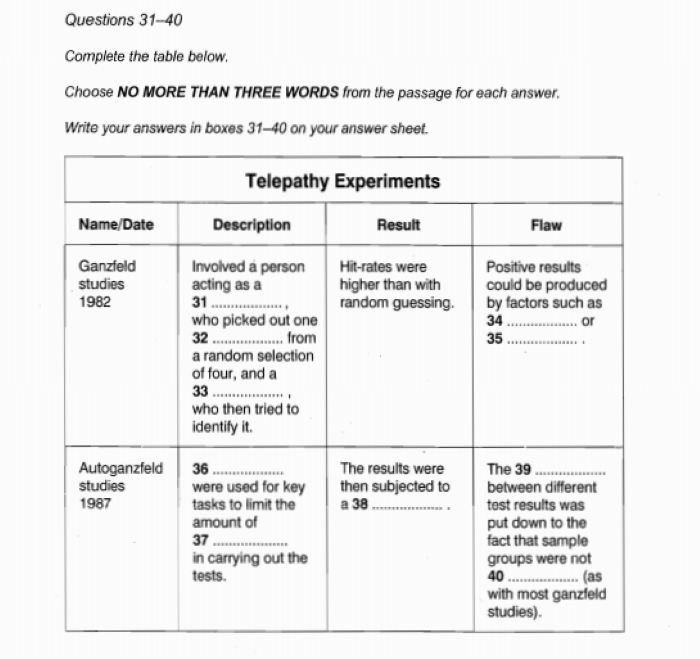 Questions 31–40
Complete the table below.
Choose NO MORE THAN THREE WORDS from the passage for each answer.
Write your answers in boxes 31–40 on your answer sheet.
Telepathy Experiments
Name/Date
Description
Result
Flaw
Ganzfeld
studies
1982
Involved a person
acting as a
31 .................... ,
who picked out one
32 .................... from
a random selection
of four, and a
33 .................... ,
who then tried to
identify it.
Hit-rates were
higher than with
random guessing.
Positive results
could be produced
by factors such as
34 .................... or
35 .................... .
Autoganzfeld
studies
1987
36 ....................
were used for key
tasks to limit the
amount of
37 ....................
in carrying out the
tests.
The results were
then subjected to
a 38 .................... .
The 39 ....................
between different
test results was
put down to the
fact that sample
groups were not
40 .................... (as
with most ganzfeld
studies).